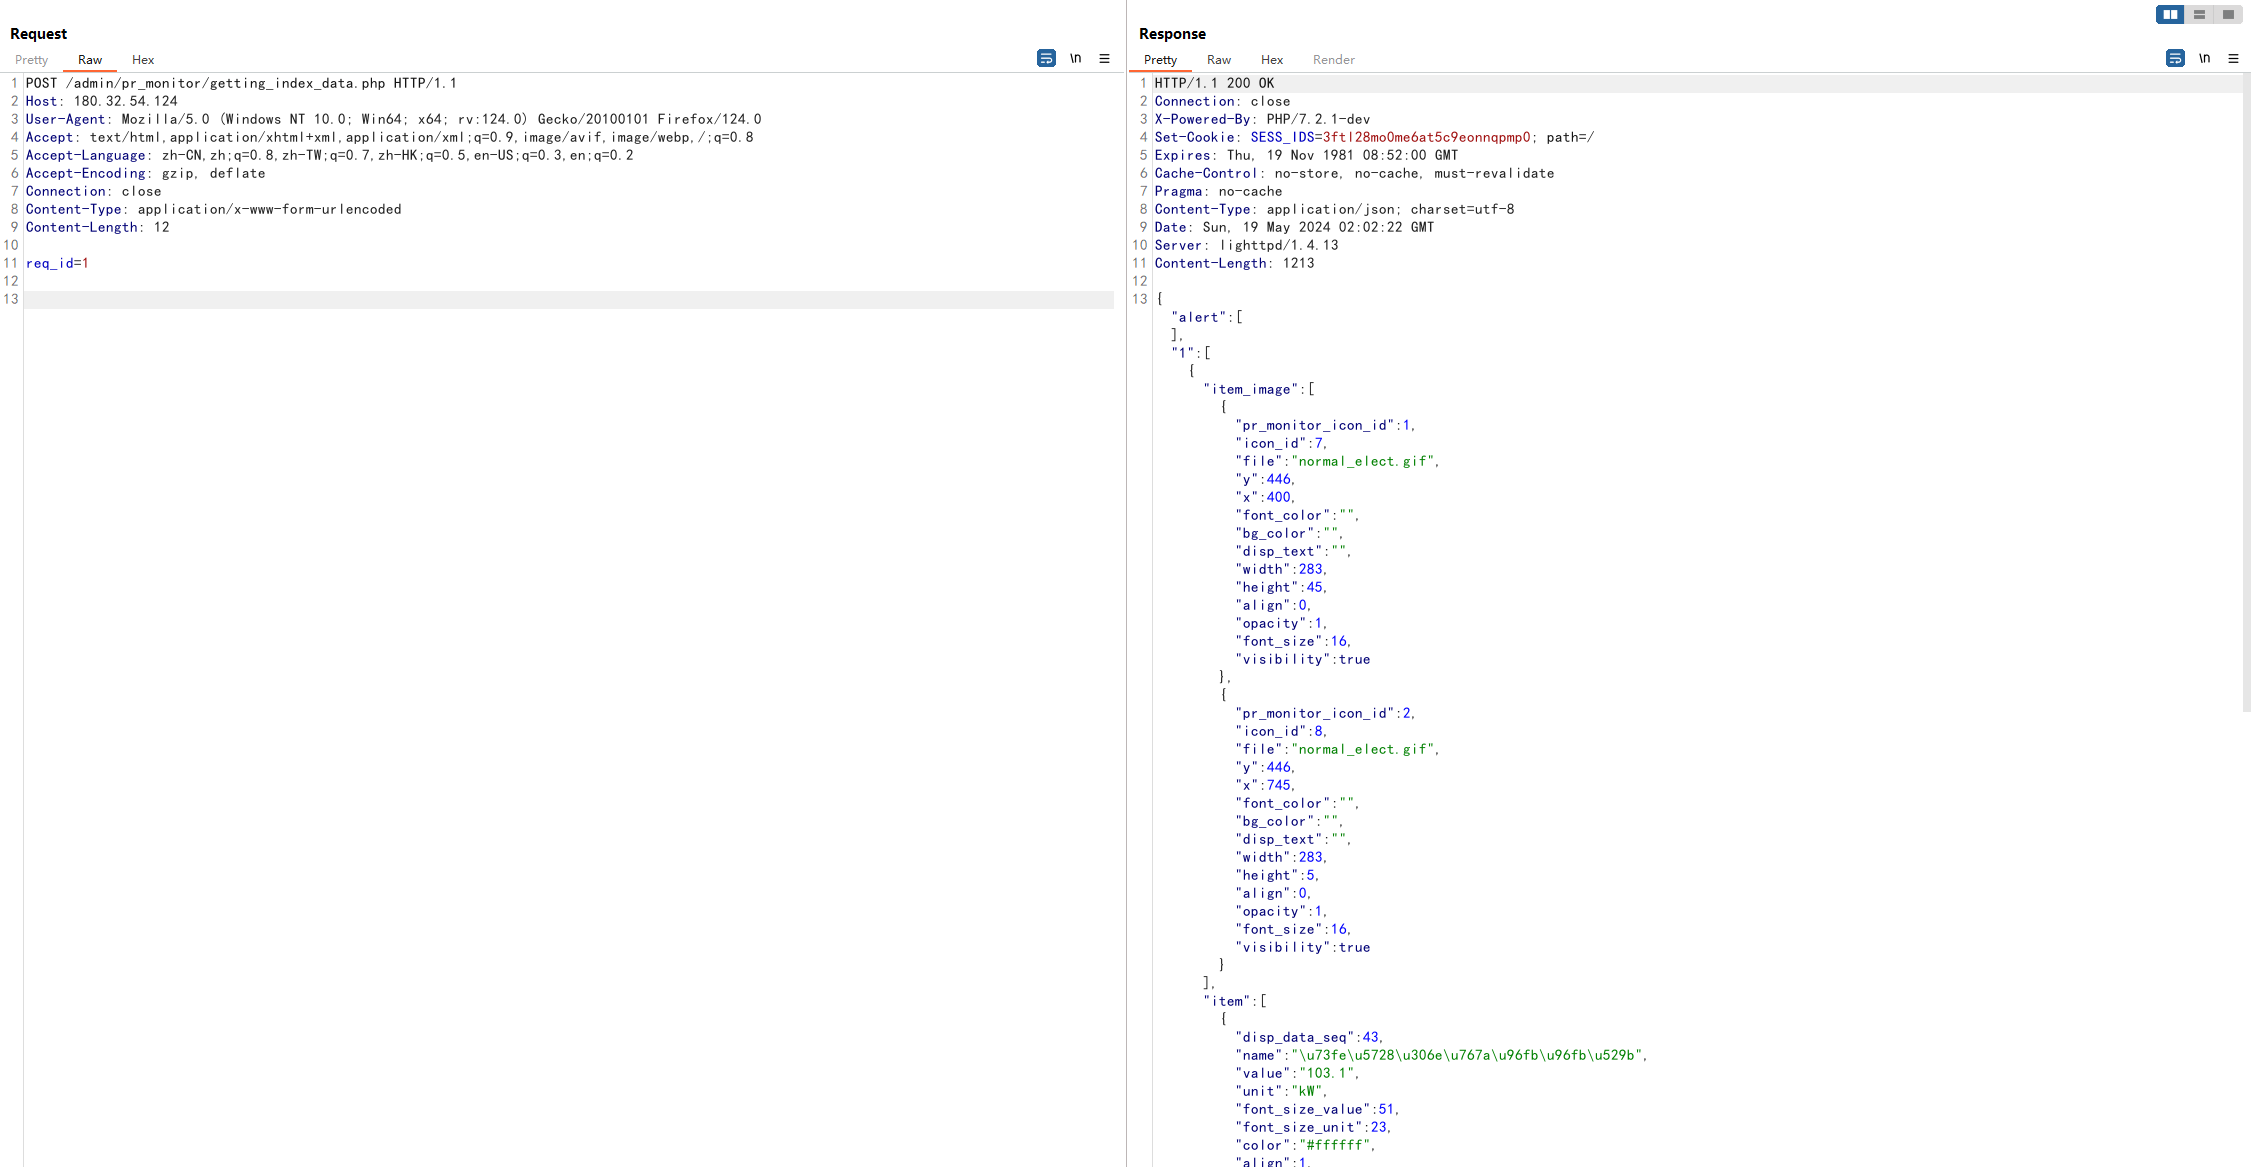 Request
Pretty Raw Hex
\n
1 POST /admin/pr_monitor/getting_index_data.php HTTP/1.1
2 Host: 180.32.54.124
3 User-Agent: Mozilla/5.0 (Windows NT 10.0; Win64; x64; rv:124.0) Gecko/20100101 Firefox/124.0
4 Accept: text/html,application/xhtml+xml,application/xml;q=0.9,image/avif,image/webp,/;q=0.8
5 Accept-Language: zh-CN,zh;q=0.8,zh-TW;q=0.7,zh-HK;q=0.5,en-US;q=0.3,en;q=0.2
6 Accept-Encoding: gzip, deflate
7 Connection: close
8 Content-Type: application/x-www-form-urlencoded
9 Content-Length: 12
10
11 req_id=1
12
13
Response
Pretty Raw Hex Render
\n
1 HTTP/1.1 200 OK
2 Connection: close
3 X-Powered-By: PHP/7.2.1-dev
4 Set-Cookie: SESS_IDS=3ftl28mo0me6at5c9eonnqpmp0; path=/
5 Expires: Thu, 19 Nov 1981 08:52:00 GMT
6 Cache-Control: no-store, no-cache, must-revalidate
7 Pragma: no-cache
8 Content-Type: application/json; charset=utf-8
9 Date: Sun, 19 May 2024 02:02:22 GMT
10 Server: lighttpd/1.4.13
11 Content-Length: 1213
12
13 {
"alert":[
],
"1":[
{
"item_image":[
{
"pr_monitor_icon_id":1,
"icon_id":7,
"file":"normal_elect.gif",
"y":446,
"x":400,
"font_color":"",
"bg_color":"",
"disp_text":"",
"width":283,
"height":45,
"align":0,
"opacity":1,
"font_size":16,
"visibility":true
},
{
"pr_monitor_icon_id":2,
"icon_id":8,
"file":"normal_elect.gif",
"y":446,
"x":745,
"font_color":"",
"bg_color":"",
"disp_text":"",
"width":283,
"height":5,
"align":0,
"opacity":1,
"font_size":16,
"visibility":true
}
],
"item":[
{
"disp_data_seq":43,
"name":"\u73fe\u5728\u306e\u767a\u96fb\u96fb\u529b",
"value":"103.1",
"unit":"kW",
"font_size_value":51,
"font_size_unit":23,
"color":"#ffffff",
"align":1,